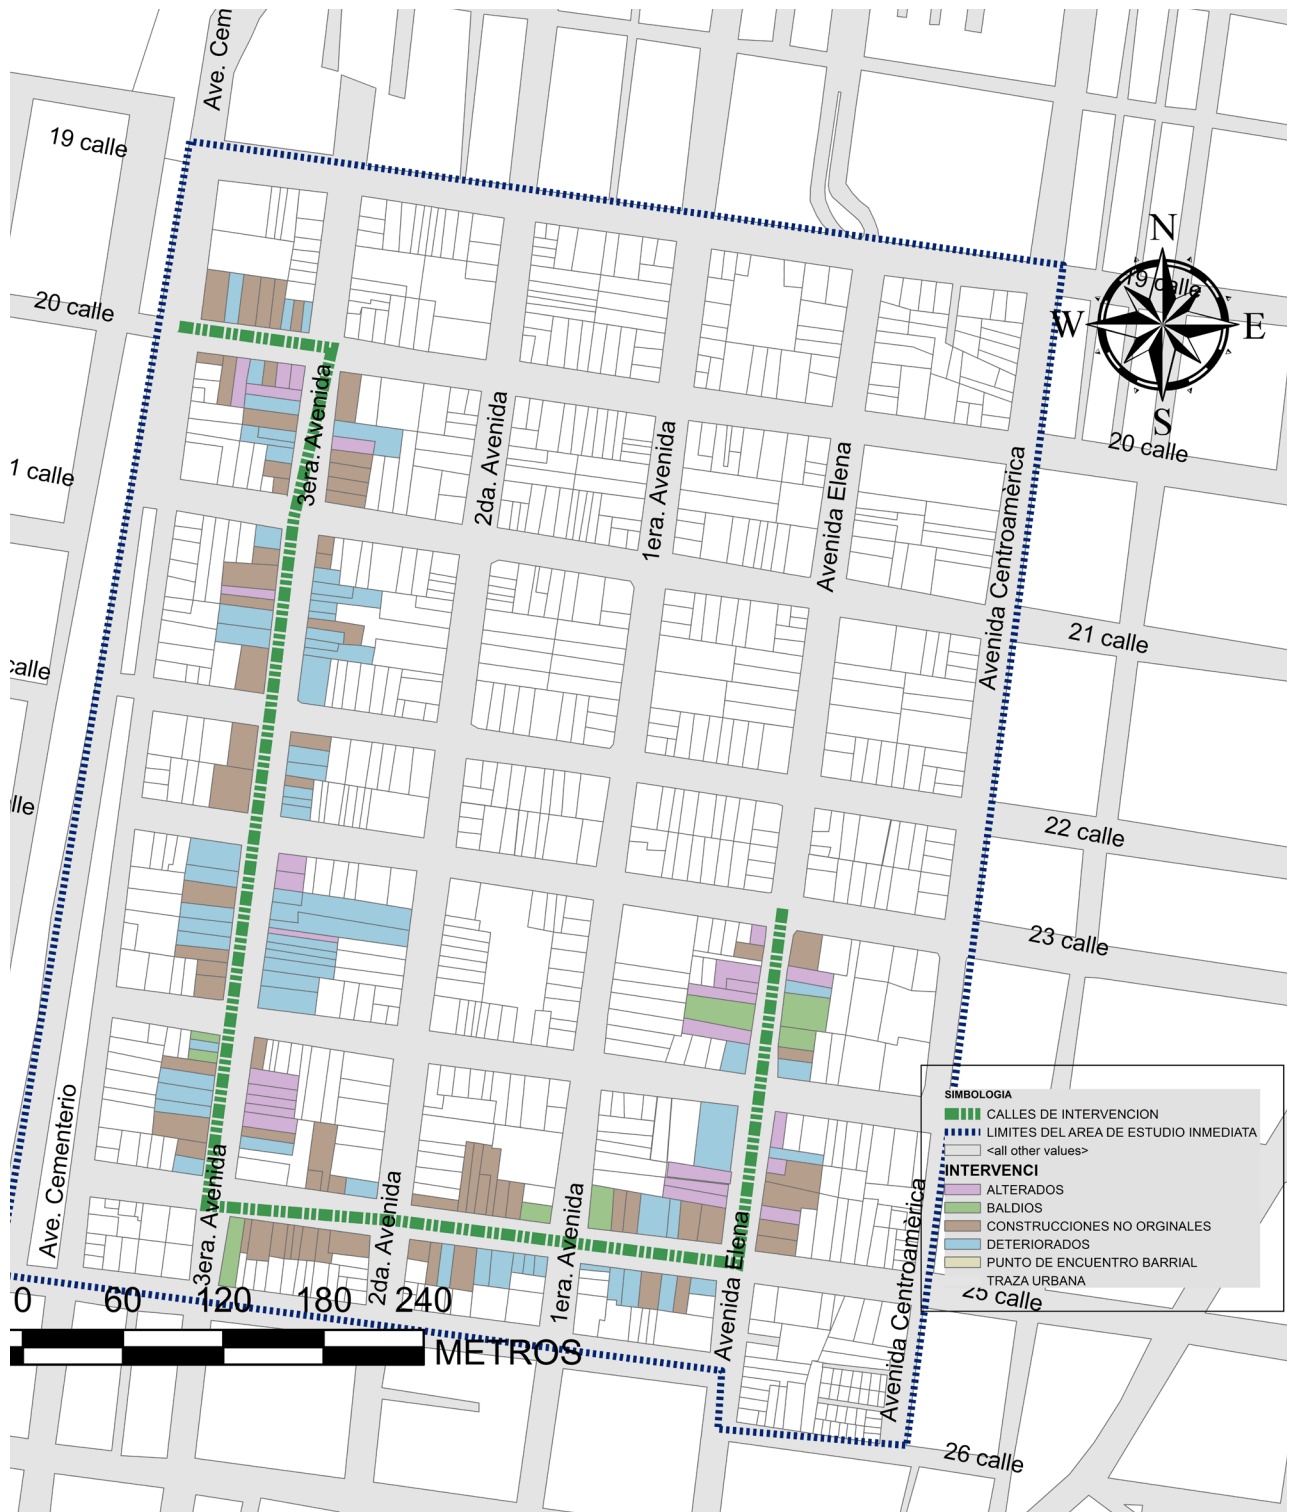 Ave. Cem
19 calle
N
19 calle
20 calle
W
E
S
20 calle
3era. Avenida
2da. Avenida
1era. Avenida
Avenida Elena
Avenida Centroamèrica
1 calle
21 calle
calle
lle
22 calle
23 calle
SIMBOLOGIA
CALLES DE INTERVENCION
LIMITES DEL AREA DE ESTUDIO INMEDIATA
<all other values>
INTERVENCI
ALTERADOS
BALDIOS
CONSTRUCCIONES NO ORGINALES
DETERIORADOS
PUNTO DE ENCUENTRO BARRIAL
TRAZA URBANA
Ave. Cementerio
3era. Avenida
2da. Avenida
1era. Avenida
Avenida Elena
Avenida Centroamèrica
25 calle
0 60 120 180 240
METROS
26 calle